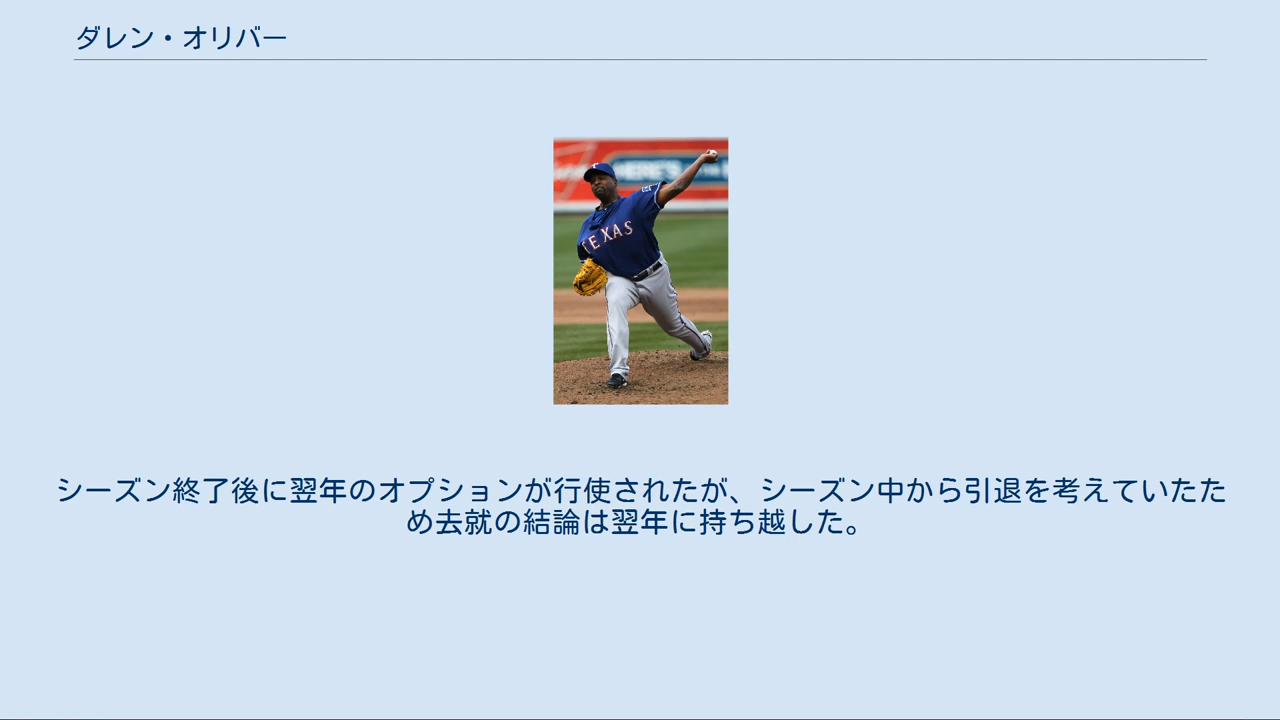 ダレン・オリバー
HERE'S
TEXAS
シーズン終了後に翌年のオプションが行使されたが、シーズン中から引退を考えていたた
め去就の結論は翌年に持ち越した。